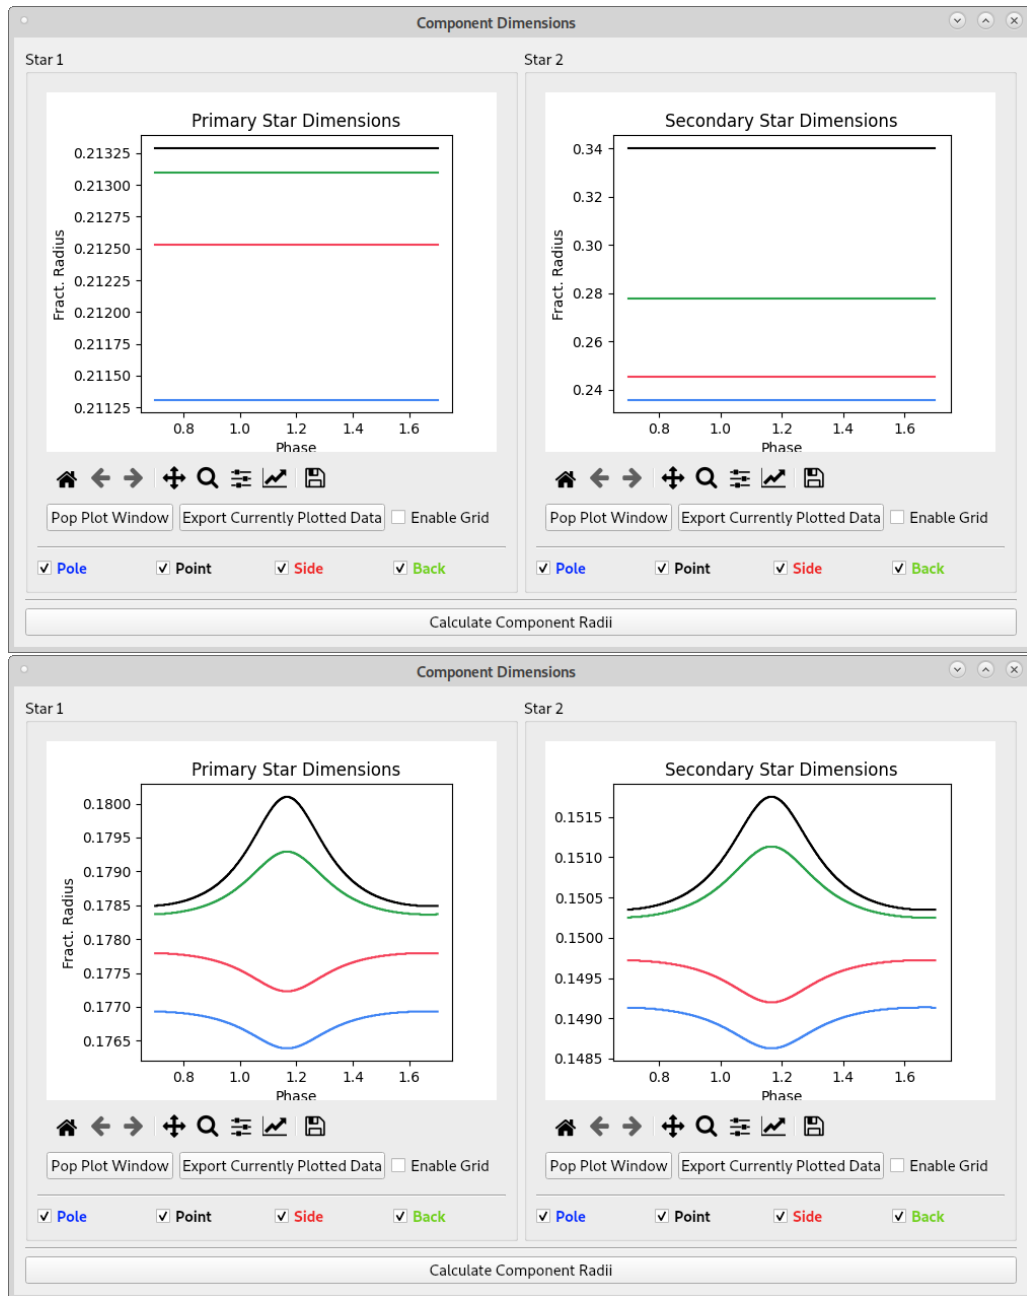 Component Dimensions
Star 1
Star 2
Primary Star Dimensions
0.21325
0.21300
0.21275
0.21250
0.21225
0.21200
0.21175
0.21150
0.21125
Fract. Radius
0.8 1.0 1.2 1.4 1.6
Phase
Secondary Star Dimensions
0.34
0.32
0.30
0.28
0.26
0.24
Fract. Radius
0.8 1.0 1.2 1.4 1.6
Phase
Pop Plot Window Export Currently Plotted Data Enable Grid
Pop Plot Window Export Currently Plotted Data Enable Grid
Pole Point Side Back
Pole Point Side Back
Calculate Component Radii
Component Dimensions
Star 1
Star 2
Primary Star Dimensions
0.1800
0.1795
0.1790
0.1785
0.1780
0.1775
0.1770
0.1765
Fract. Radius
0.8 1.0 1.2 1.4 1.6
Phase
Secondary Star Dimensions
0.1515
0.1510
0.1505
0.1500
0.1495
0.1490
0.1485
0.8 1.0 1.2 1.4 1.6
Phase
Pop Plot Window Export Currently Plotted Data Enable Grid
Pop Plot Window Export Currently Plotted Data Enable Grid
Pole Point Side Back
Pole Point Side Back
Calculate Component Radii